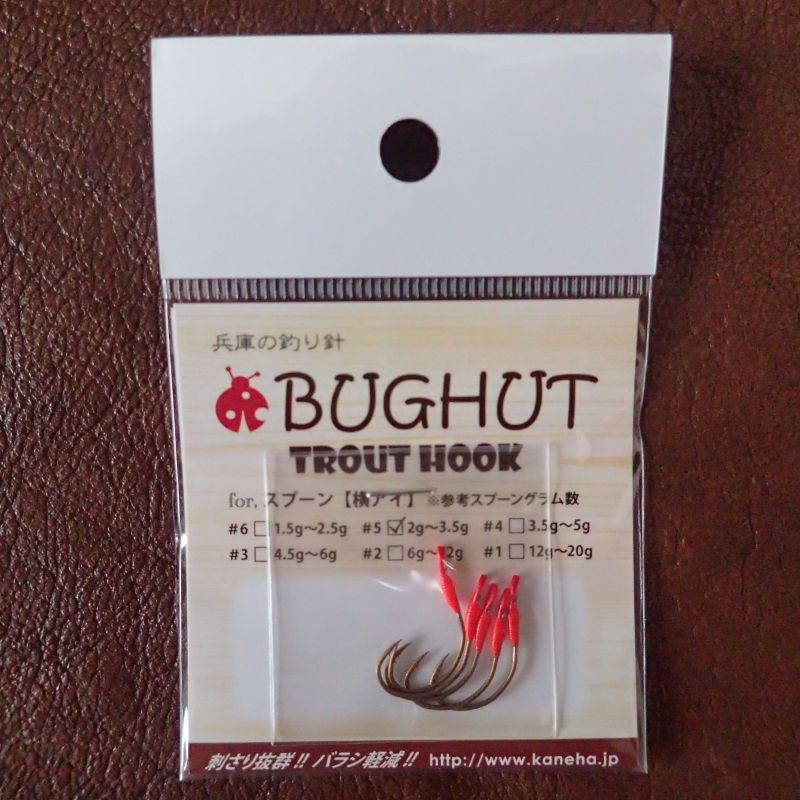 兵庫の釣り針
BUGHUT
TROUT HOOK
for, スプーン【横アイ】 ※参考スプーングラム数
#6 □ 1.5g〜2.5g #5 ☑ 2g〜3.5g #4 □ 3.5g〜5g
#3 □ 4.5g〜6g #2 □ 6g〜12g #1 □ 12g〜20g
刺さり抜群!! バラシ軽減!! http://www.kaneha.jp